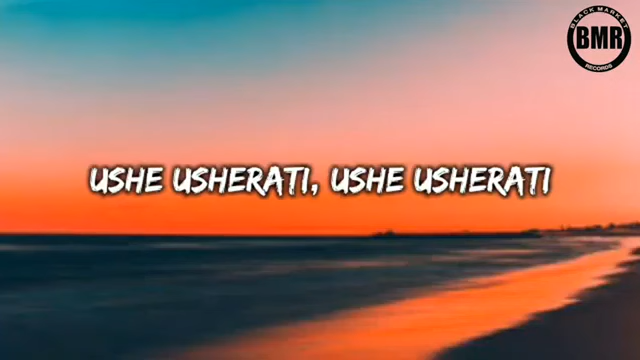 BLACK MARKET
BMR
RECORDS
USHE USHERATI, USHE USHERATI